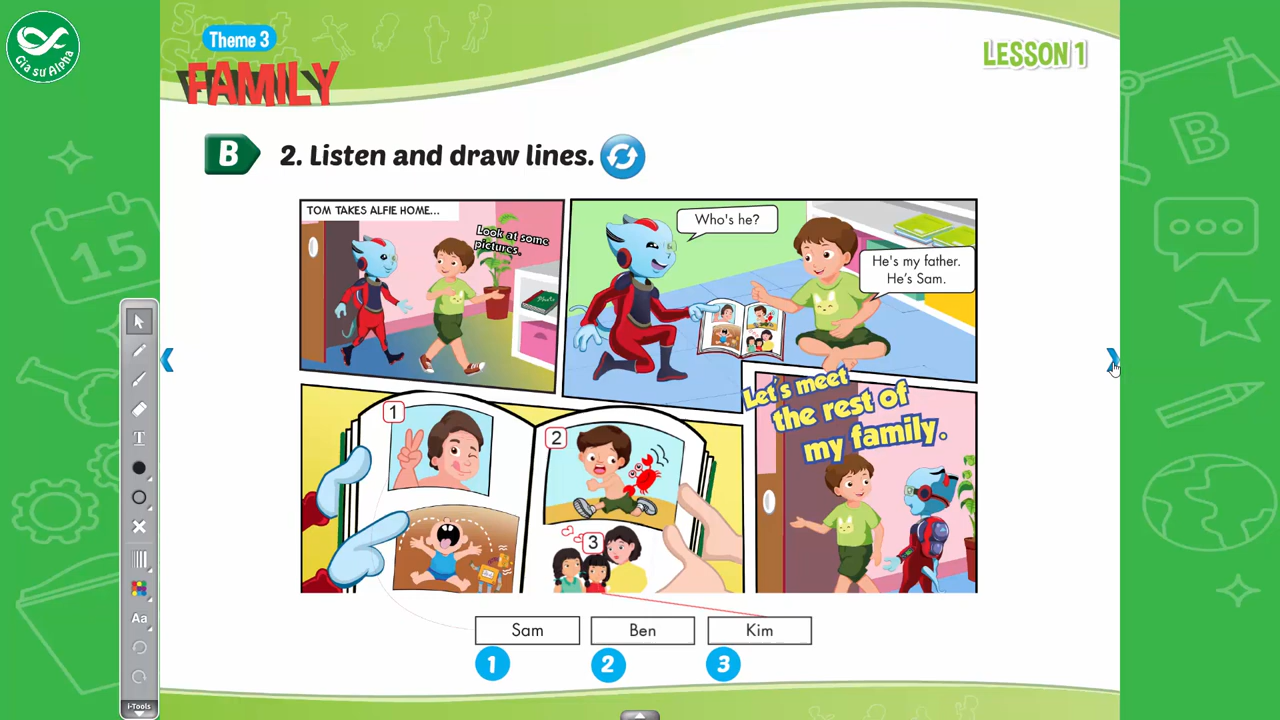 Gia sư Alpha
Theme 3
FAMILY
LESSON 1
B
2. Listen and draw lines.
TOM TAKES ALFIE HOME...
Look at some
pictures.
Who's he?
He's my father.
He's Sam.
1
2
3
Let's meet
the rest of
my family.
Sam
Ben
Kim
1
2
3
T
Aa
i-Tools
15
B